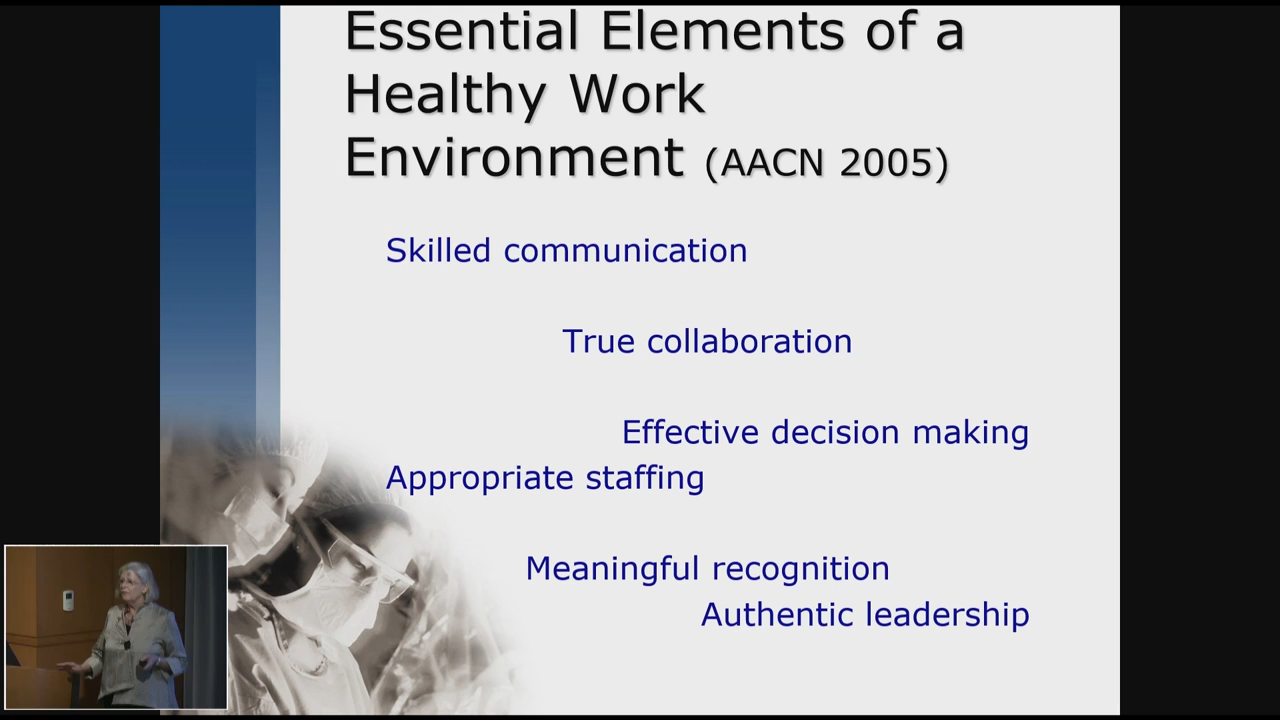 Essential Elements of a
Healthy Work
Environment (AACN 2005)
Skilled communication
True collaboration
Effective decision making
Appropriate staffing
Meaningful recognition
Authentic leadership